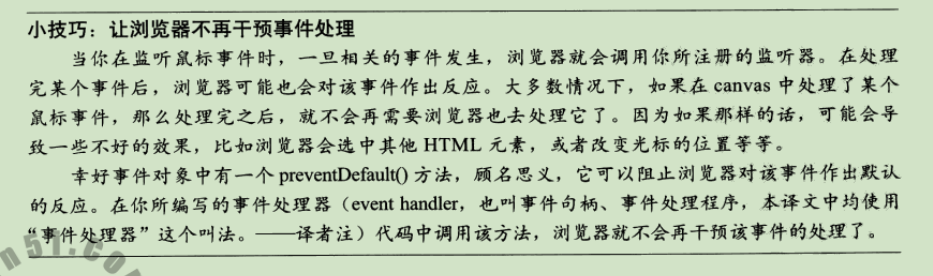 小技巧：让浏览器不再干预事件处理
当你在监听鼠标事件时，一旦相关的事件发生，浏览器就会调用你所注册的监听器。在处理
完某个事件后，浏览器可能也会对该事件作出反应。大多数情况下，如果在 canvas 中处理了某个
鼠标事件，那么处理完之后，就不会再需要浏览器也去处理它了。因为如果那样的话，可能会导
致一些不好的效果，比如浏览器会选中其他 HTML 元素，或者改变光标的位置等等。
幸好事件对象中有一个 preventDefault() 方法，顾名思义，它可以阻止浏览器对该事件作出默认
的反应。在你所编写的事件处理器（event handler，也叫事件句柄、事件处理程序，本译文中均使用
“事件处理器”这个叫法。——译者注）代码中调用该方法，浏览器就不会再干预该事件的处理了。